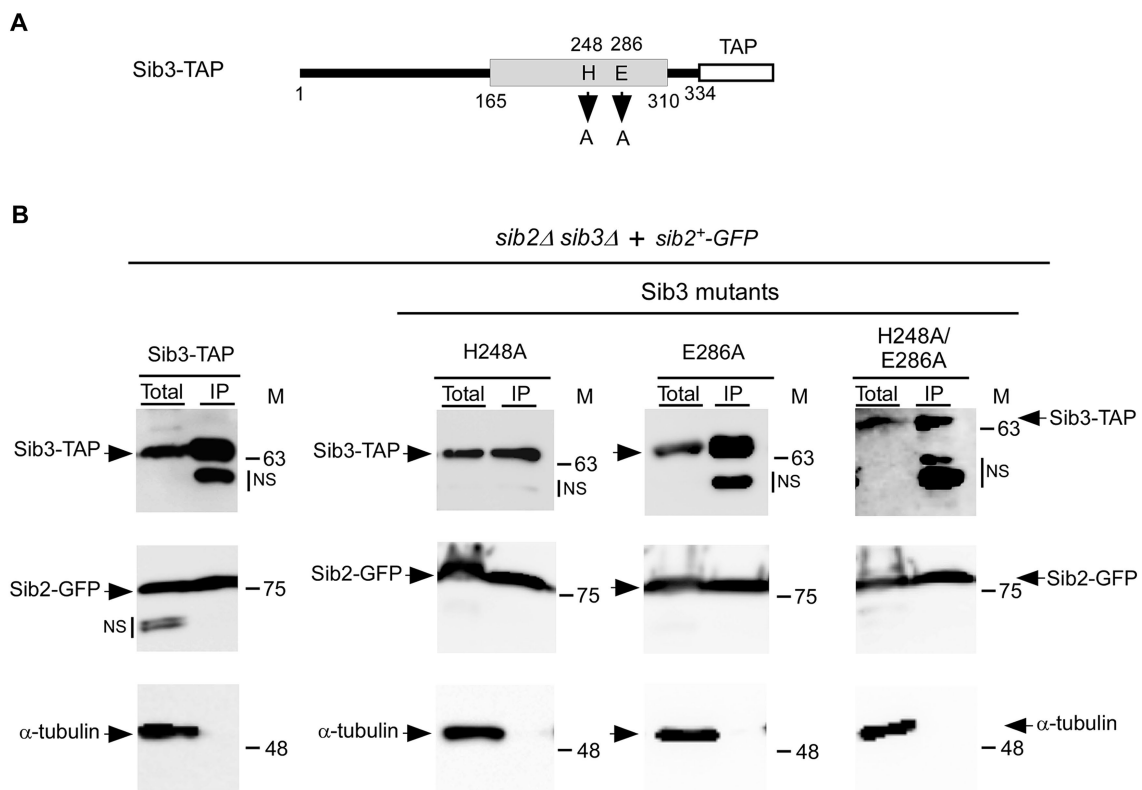 A
Sib3-TAP
248 286
TAP
H E
1
165
310
334
A A
B
sib2Δ sib3Δ + sib2⁺-GFP
Sib3 mutants
Sib3-TAP
H248A
E286A
H248A/
E286A
Total IP M
Total IP M
Total IP M
Total IP M
Sib3-TAP
63
NS
Sib3-TAP
63
NS
63
NS
Sib3-TAP
63
NS
Sib2-GFP
75
NS
Sib2-GFP
75
75
Sib2-GFP
75
α-tubulin
48
α-tubulin
48
48
α-tubulin
48